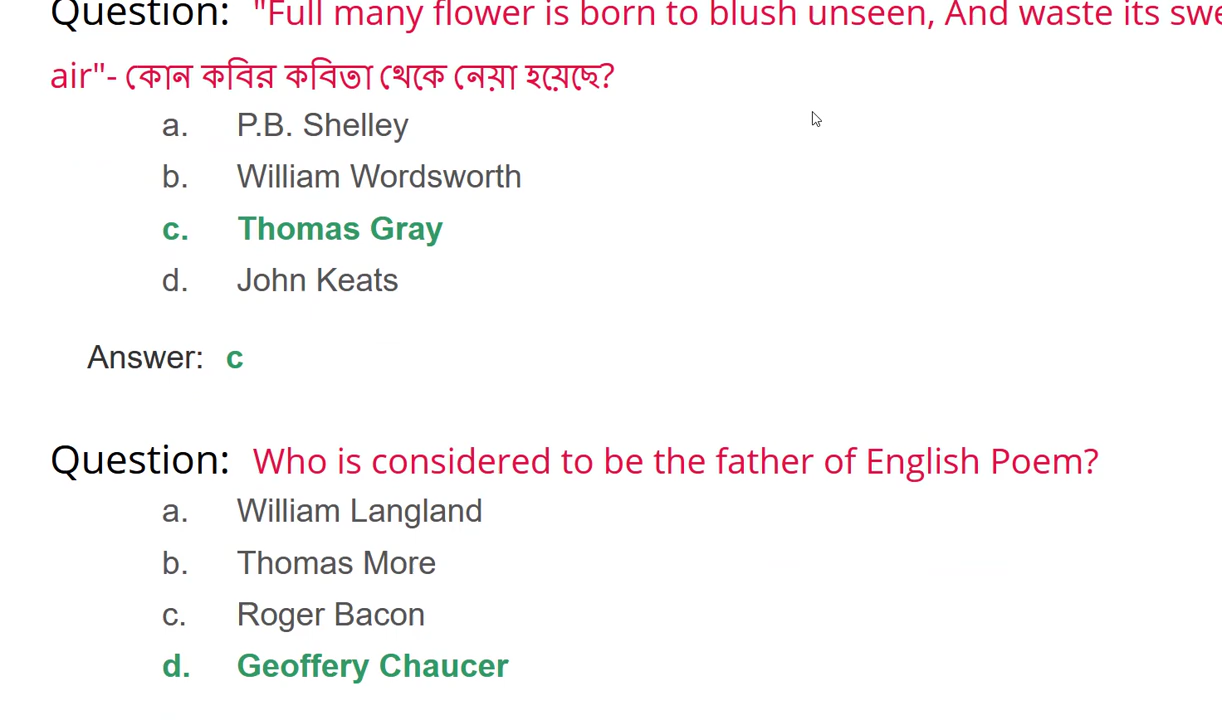 Question: "Full many flower is born to blush unseen, And waste its
air"- কোন কবির কবিতা থেকে নেয়া হয়েছে?
a. P.B. Shelley
b. William Wordsworth
c. Thomas Gray
d. John Keats
Answer: c
Question: Who is considered to be the father of English Poem?
a. William Langland
b. Thomas More
c. Roger Bacon
d. Geoffery Chaucer